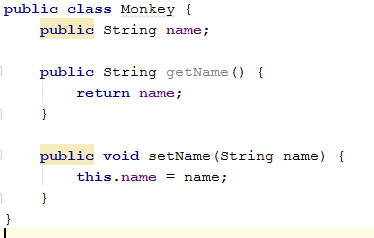 public class Monkey {
    public String name;

    public String getName() {
        return name;
    }

    public void setName(String name) {
        this.name = name;
    }
}